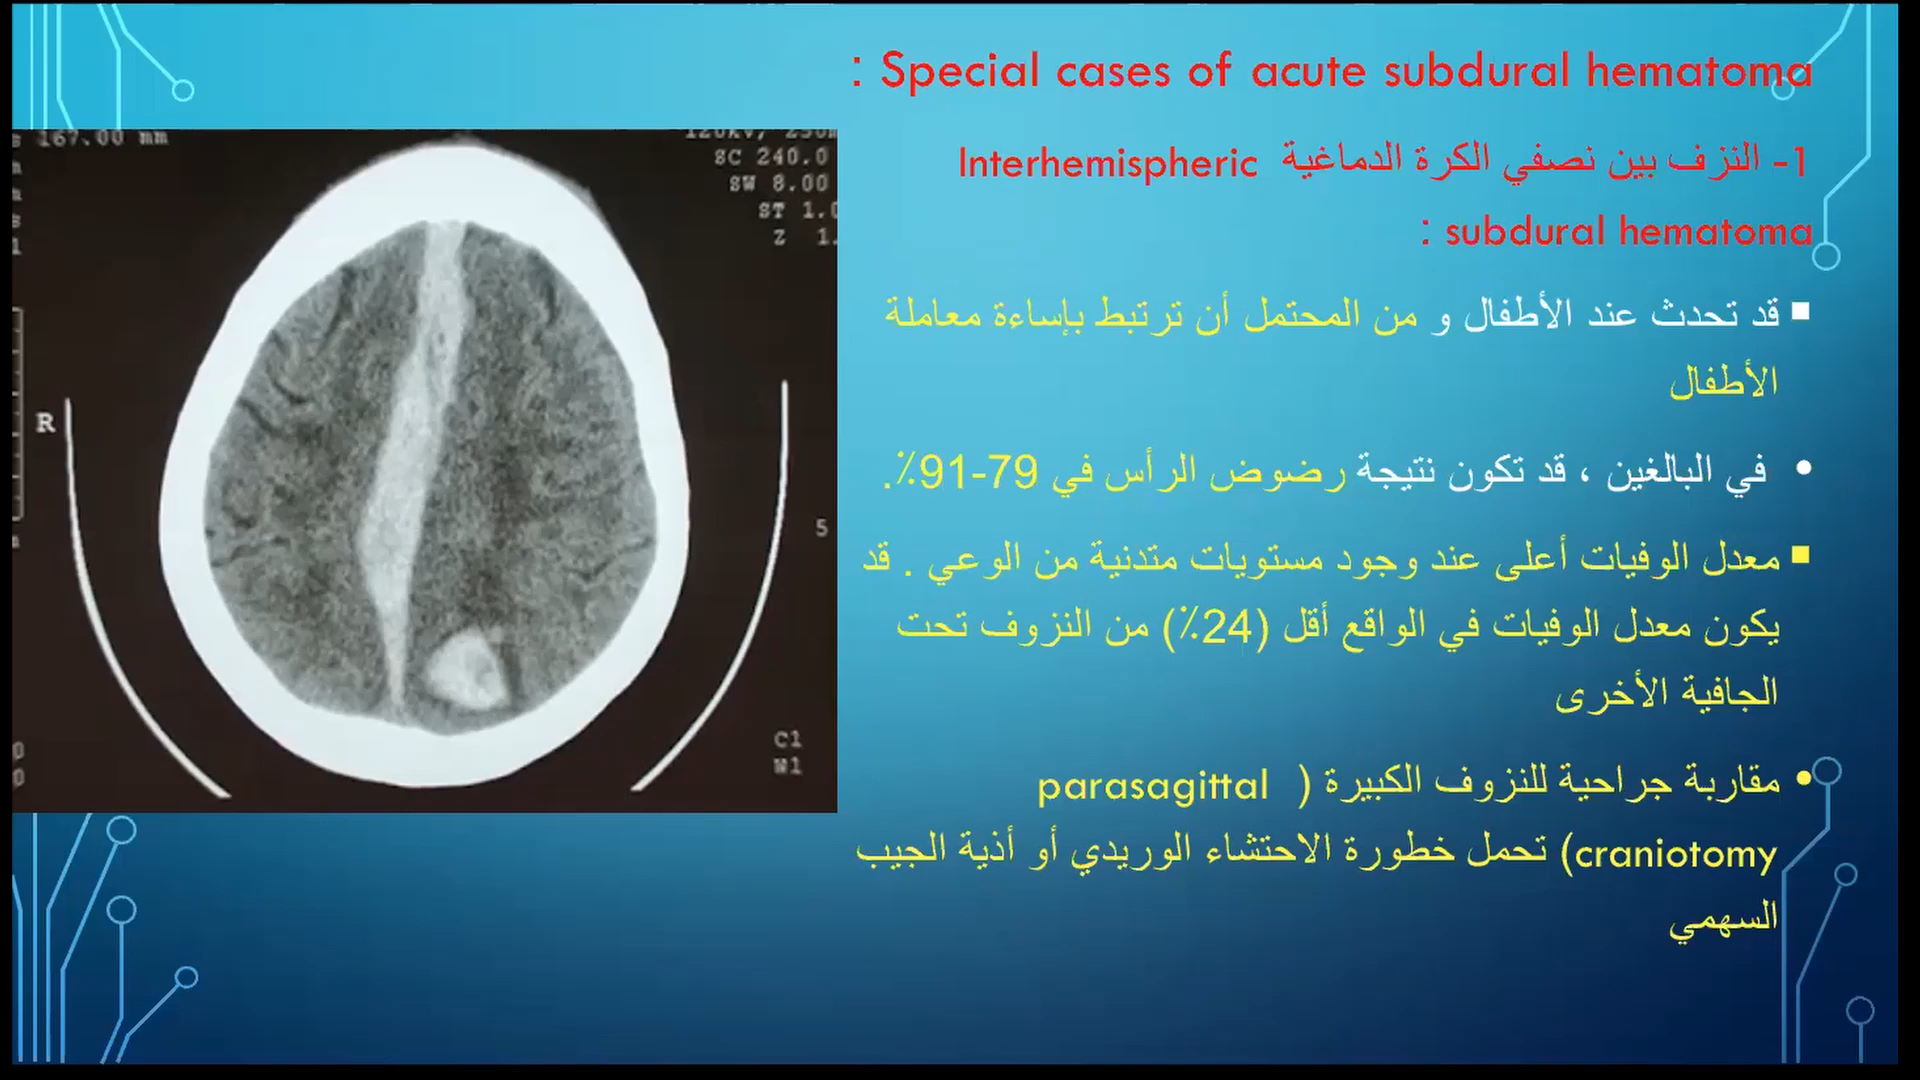 Special cases of acute subdural hematoma :
1- النزف بين نصفي الكرة الدماغية Interhemispheric
subdural hematoma :
قد تحدث عند الأطفال و من المحتمل أن ترتبط بإساءة معاملة
الأطفال
في البالغين ، قد تكون نتيجة رضوض الرأس في 79-91٪.
معدل الوفيات أعلى عند وجود مستويات متدنية من الوعي . قد
يكون معدل الوفيات في الواقع أقل (24٪) من النزوف تحت
الجافية الأخرى
مقاربة جراحية للنزوف الكبيرة ( parasagittal
craniotomy) تحمل خطورة الاحتشاء الوريدي أو أذية الجيب
السهمي
167.00 mm
SC 240.0
SW 8.00
ST 1.0
Z 1.
R
5
C1
W1